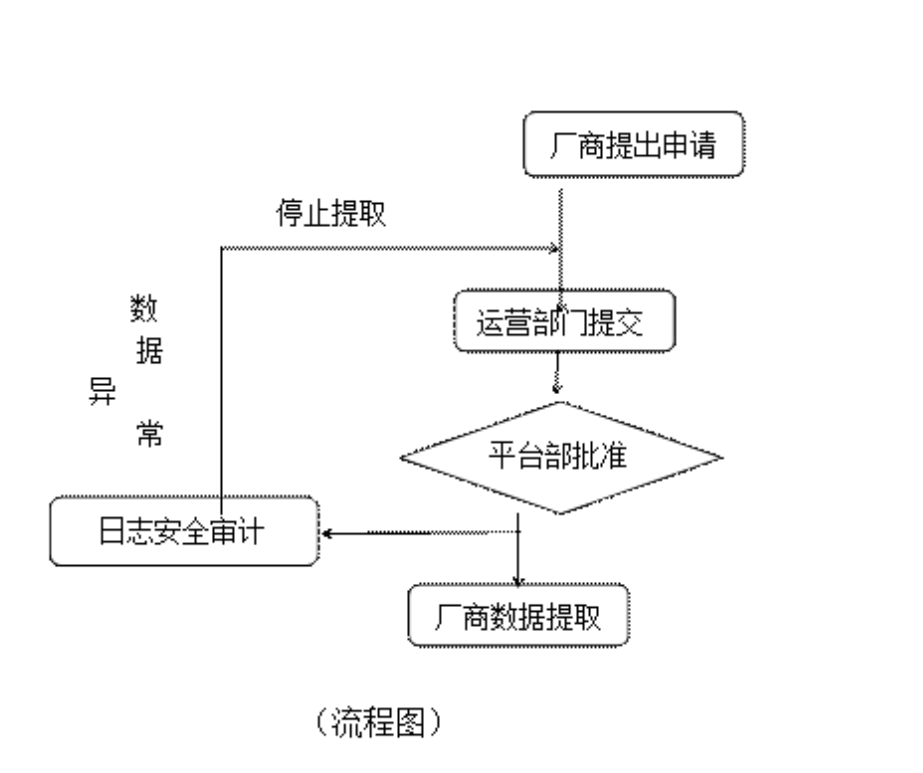 厂商提出申请
停止提取
数
据
异
常
运营部门提交
平台部批准
日志安全审计
厂商数据提取
（流程图）